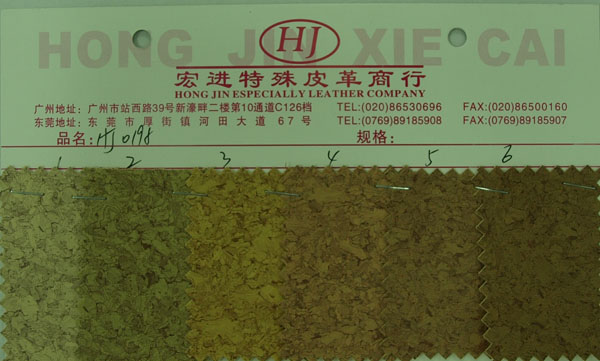 HONG JIN XIE CAI
HJ
宏进特殊皮革商行
HONG JIN ESPECIALLY LEATHER COMPANY
广州地址: 广州市站西路39号新濠畔二楼第10通道C126档 TEL:(020)86530696 FAX:(020)86500160
东莞地址: 东莞市厚街镇河田大道67号 TEL:(0769)89185908 FAX:(0769)89185907
品名: HJ0198 规格:
1 2 3 4 5 6